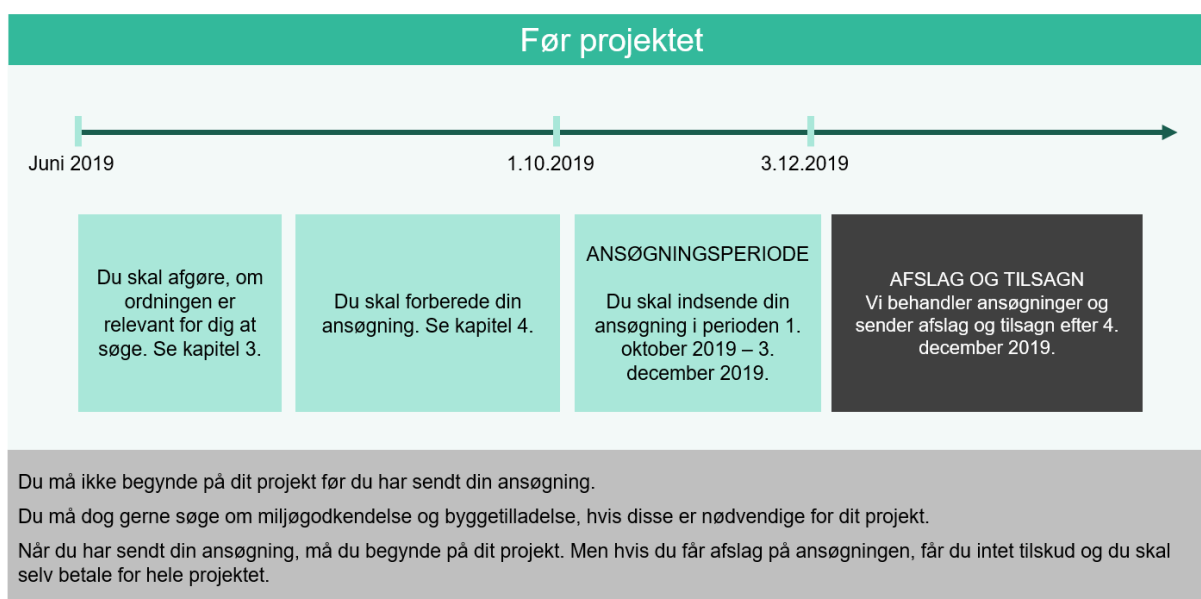 Før projektet
Juni 2019
1.10.2019
3.12.2019
Du skal afgøre, om
ordningen er
relevant for dig at
søge. Se kapitel 3.
Du skal forberede din
ansøgning. Se kapitel 4.
ANSØGNINGSPERIODE
Du skal indsende din
ansøgning i perioden 1.
oktober 2019 – 3.
december 2019.
AFSLAG OG TILSAGN
Vi behandler ansøgninger og
sender afslag og tilsagn efter 4.
december 2019.
Du må ikke begynde på dit projekt før du har sendt din ansøgning.
Du må dog gerne søge om miljøgodkendelse og byggetilladelse, hvis disse er nødvendige for dit projekt.
Når du har sendt din ansøgning, må du begynde på dit projekt. Men hvis du får afslag på ansøgningen, får du intet tilskud og du skal
selv betale for hele projektet.